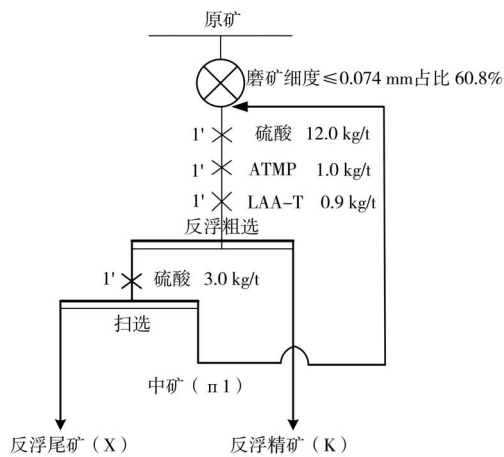 原矿
磨矿细度≤0.074 mm占比 60.8%
1' 硫酸 12.0 kg/t
1' ATMP 1.0 kg/t
1' LAA-T 0.9 kg/t
反浮粗选
1' 硫酸 3.0 kg/t
扫选
中矿（п1）
反浮尾矿（X） 反浮精矿（K）